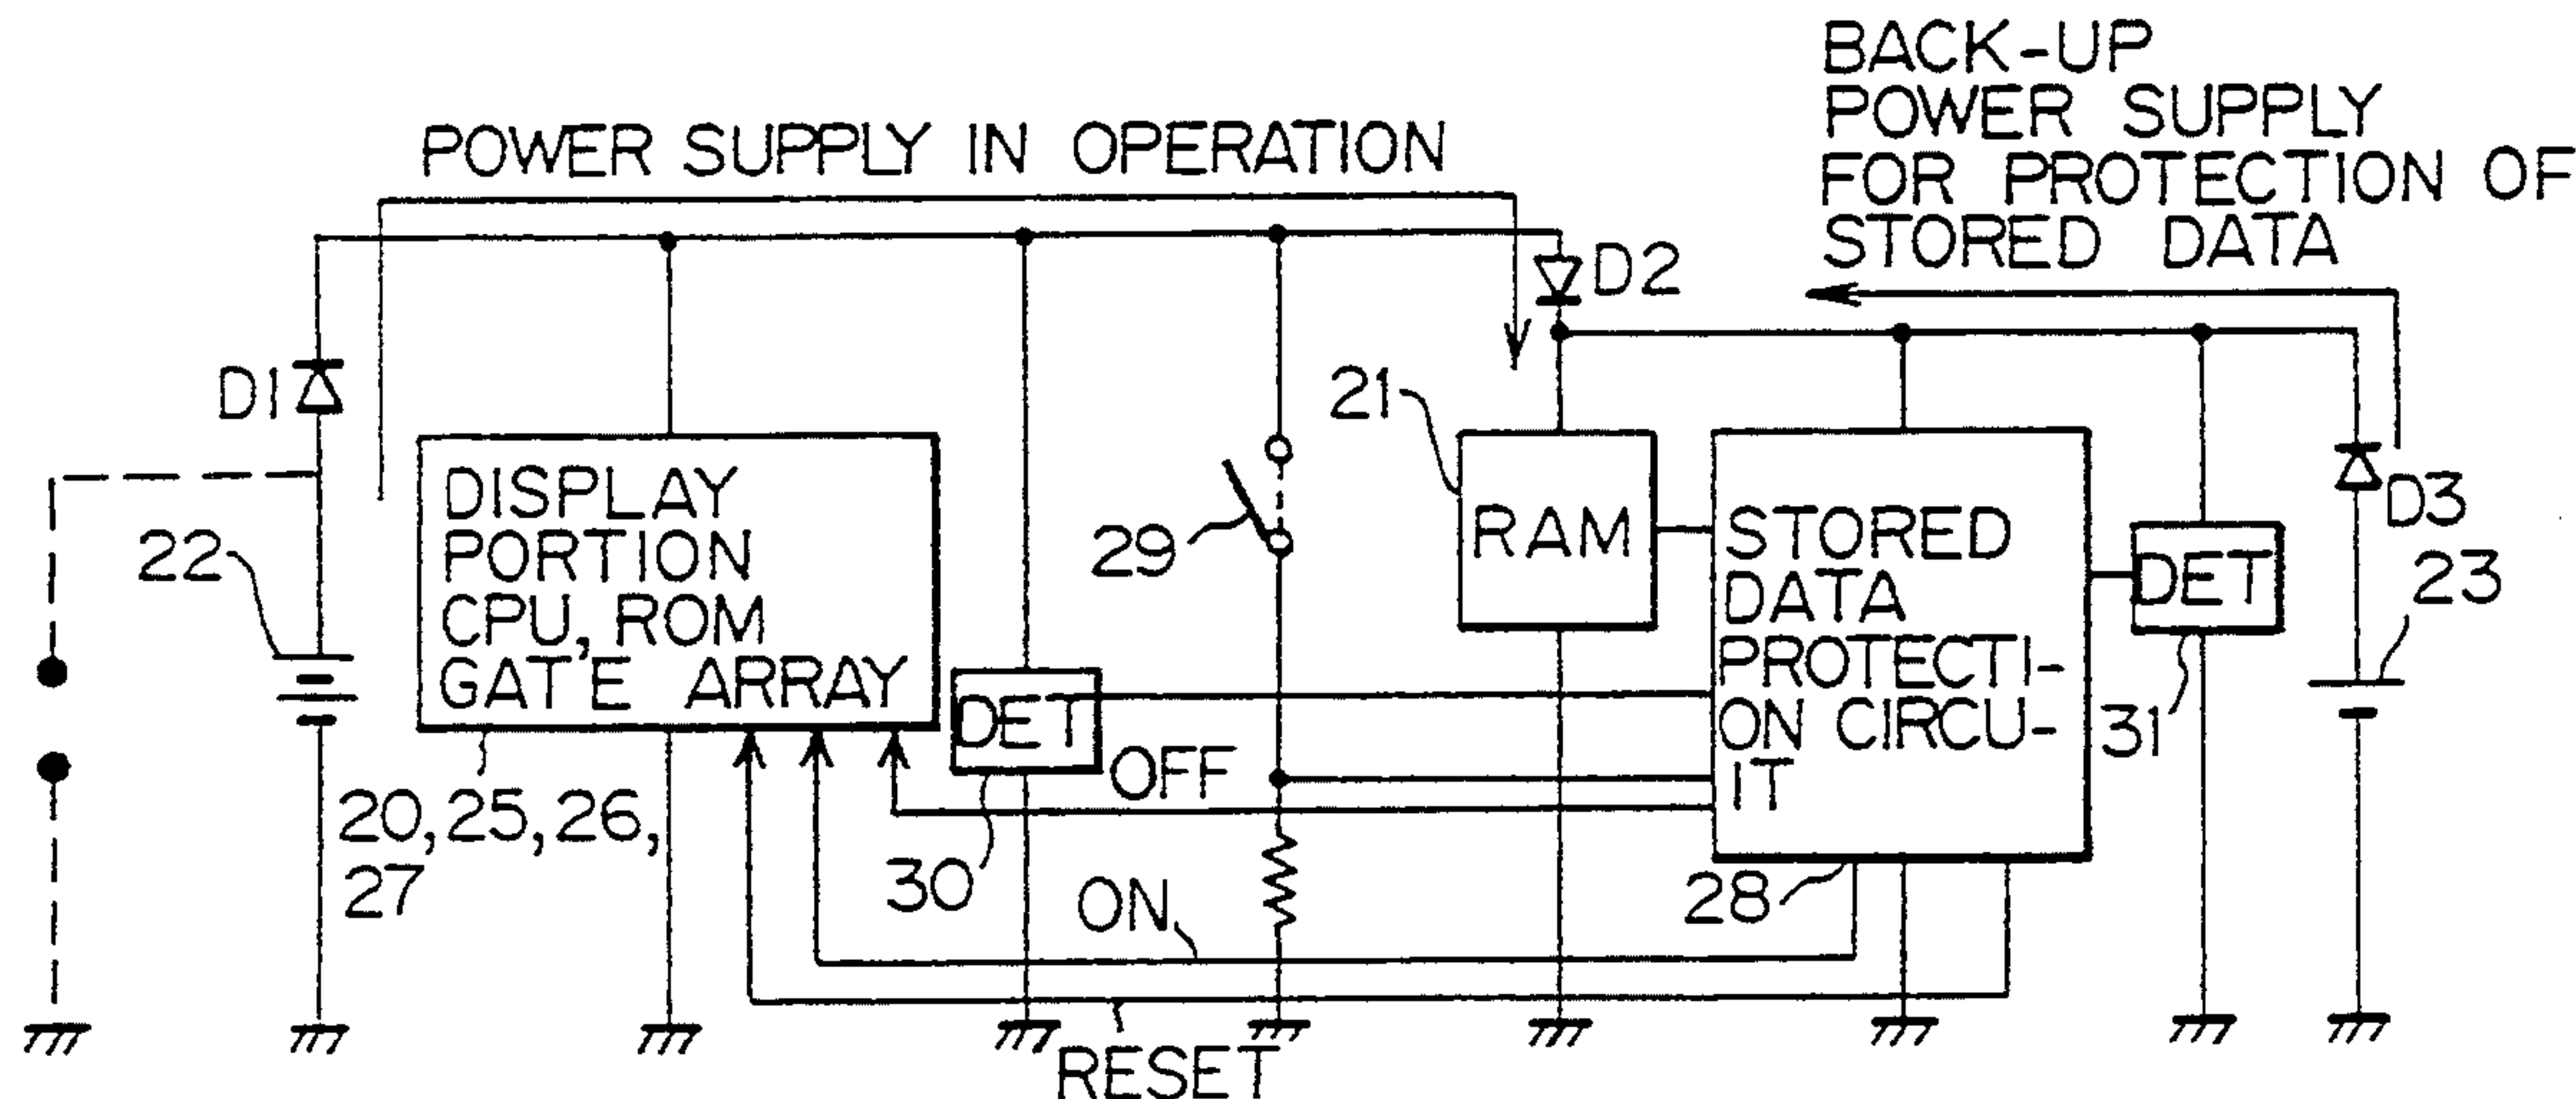 BACK-UP
POWER SUPPLY
FOR PROTECTION OF
STORED DATA
POWER SUPPLY IN OPERATION
D2
D1
21
D3
DISPLAY
PORTION
CPU, ROM
GATE ARRAY
22
29
RAM
STORED
DATA
PROTECTI-
ON CIRCU-
IT
DET
23
31
DET
OFF
20, 25, 26,
27
30
28
ON
RESET